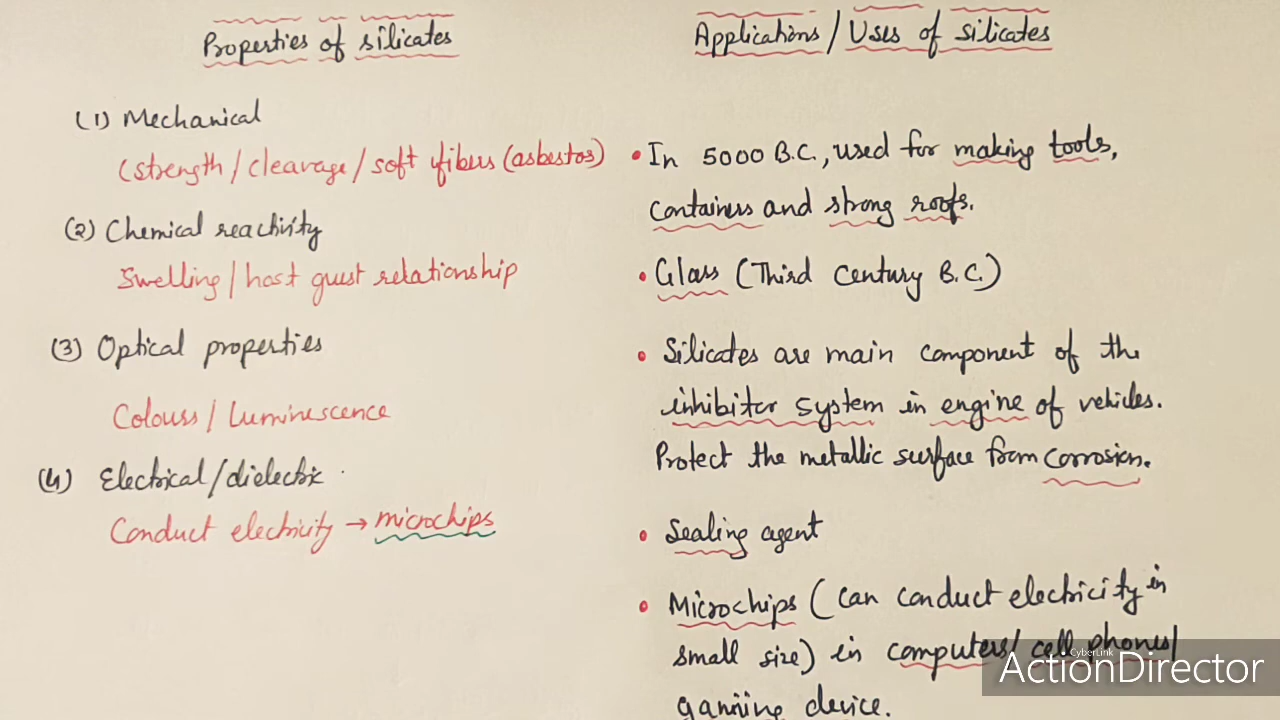 Properties of silicates
(1) Mechanical
(strength / cleavage / soft fibers (asbestos)
(2) Chemical reactivity
Swelling / host guest relationship
(3) Optical properties
Colours / Luminescence
(4) Electrical/dielectric
Conduct electricity → microchips
Applications / Uses of silicates
• In 5000 B.C., used for making tools,
containers and strong roofs.
• Glass (Third Century B.C.)
• Silicates are main component of the
inhibitor system in engine of vehicles.
Protect the metallic surface from corrosion.
• Sealing agent
• Microchips (can conduct electricity in
small size) in computers/ cell phones/
gaming device.
CyberLink
ActionDirector